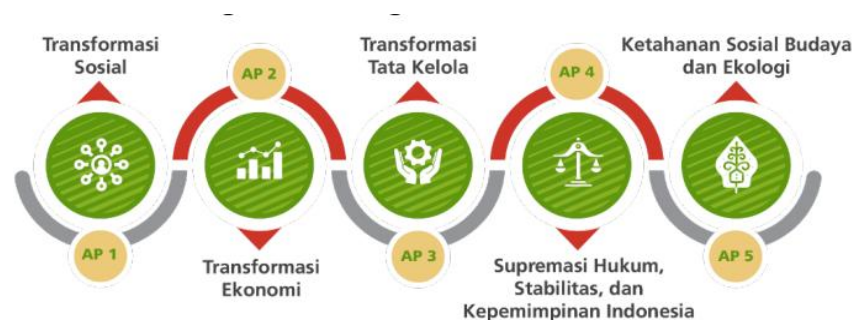 Transformasi
Sosial
AP 1
AP 2
Transformasi
Ekonomi
Transformasi
Tata Kelola
AP 3
AP 4
Supremasi Hukum,
Stabilitas, dan
Kepemimpinan Indonesia
Ketahanan Sosial Budaya
dan Ekologi
AP 5